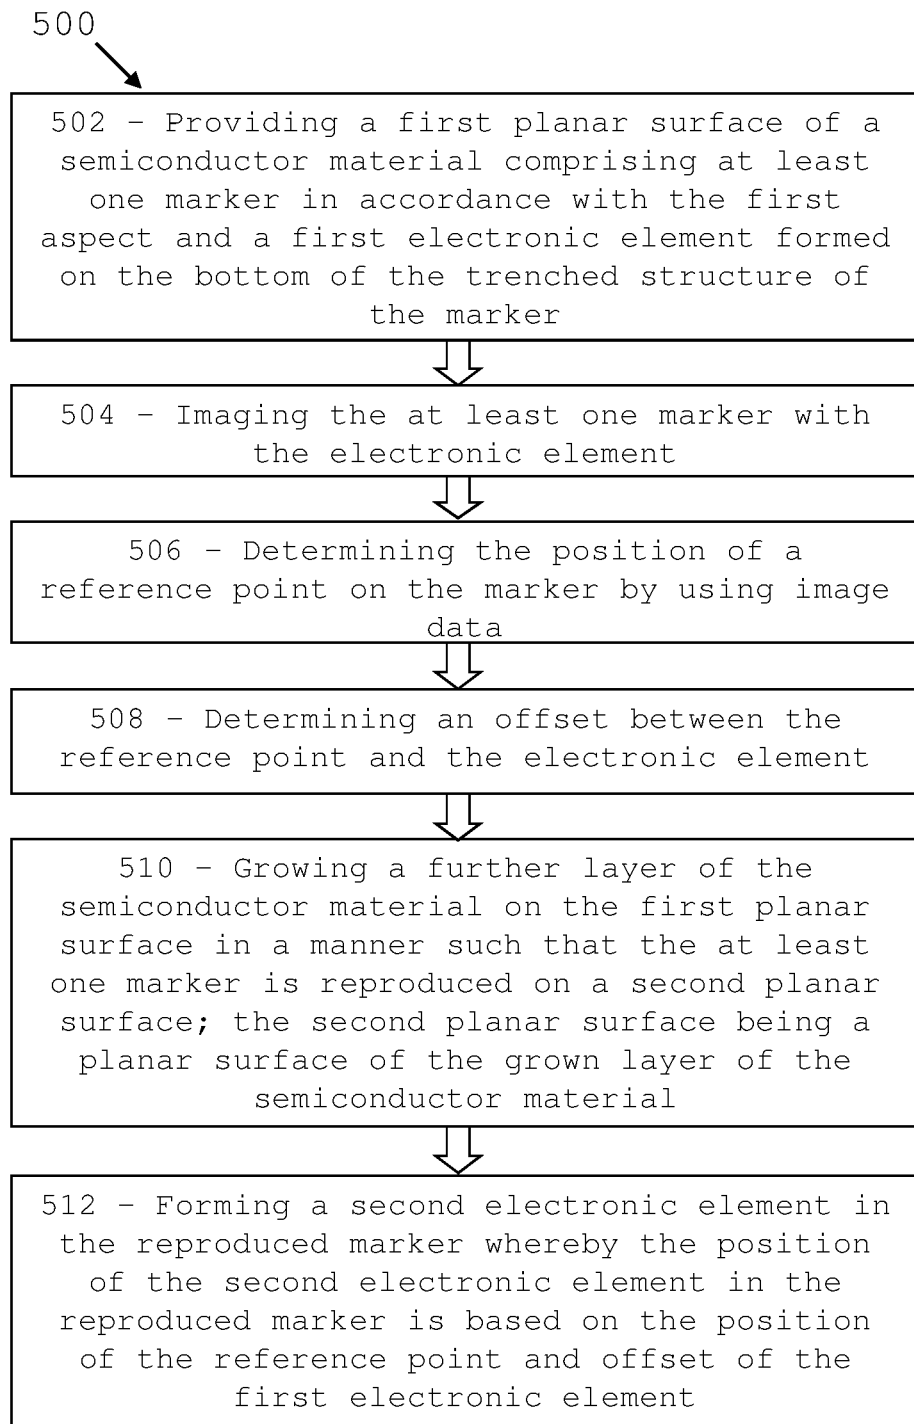 500
502 – Providing a first planar surface of a
semiconductor material comprising at least
one marker in accordance with the first
aspect and a first electronic element formed
on the bottom of the trenched structure of
the marker
504 – Imaging the at least one marker with
the electronic element
506 – Determining the position of a
reference point on the marker by using image
data
508 – Determining an offset between the
reference point and the electronic element
510 – Growing a further layer of the
semiconductor material on the first planar
surface in a manner such that the at least
one marker is reproduced on a second planar
surface; the second planar surface being a
planar surface of the grown layer of the
semiconductor material
512 – Forming a second electronic element in
the reproduced marker whereby the position
of the second electronic element in the
reproduced marker is based on the position
of the reference point and offset of the
first electronic element